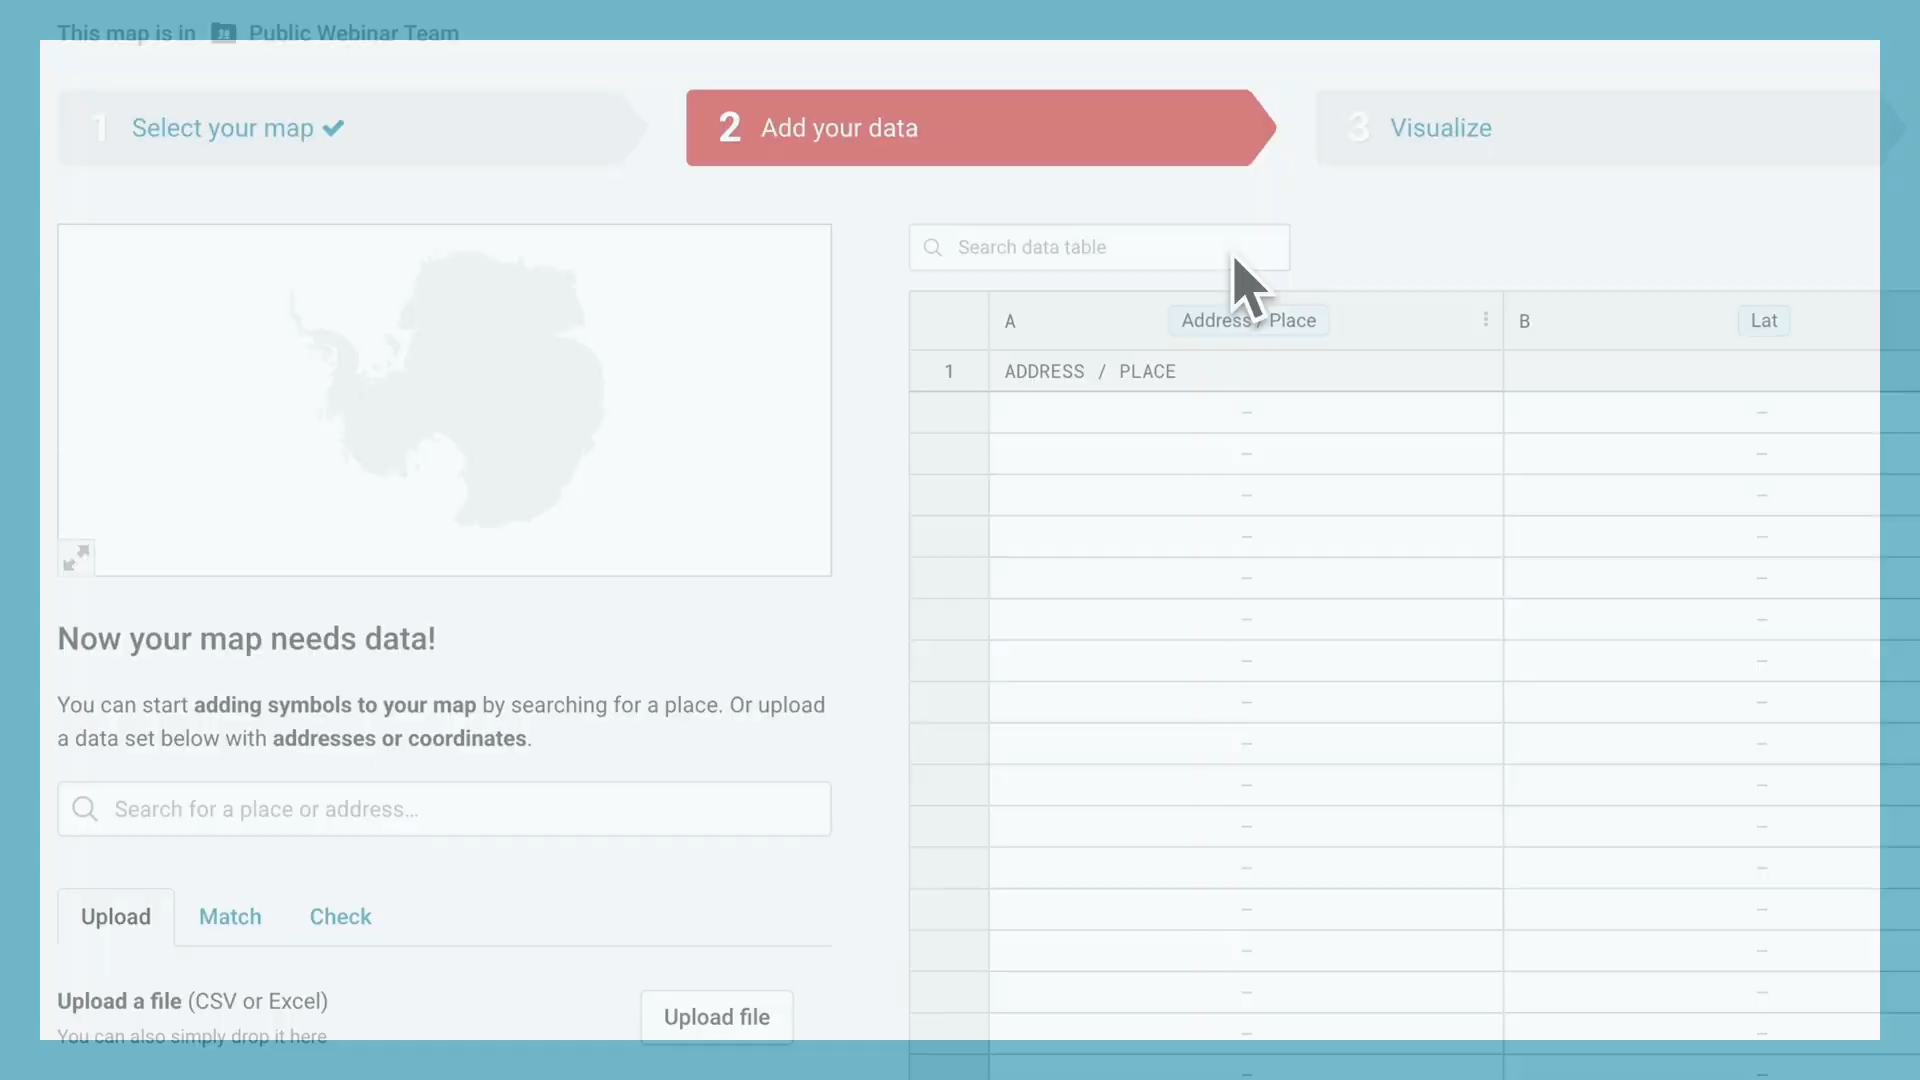 This map is in Public Webinar Team
1 Select your map
2 Add your data
3 Visualize
Search data table
A Address / Place B Lat
1 ADDRESS / PLACE
Now your map needs data!
You can start adding symbols to your map by searching for a place. Or upload
a data set below with addresses or coordinates.
Search for a place or address...
Upload Match Check
Upload a file (CSV or Excel)
You can also simply drop it here
Upload file